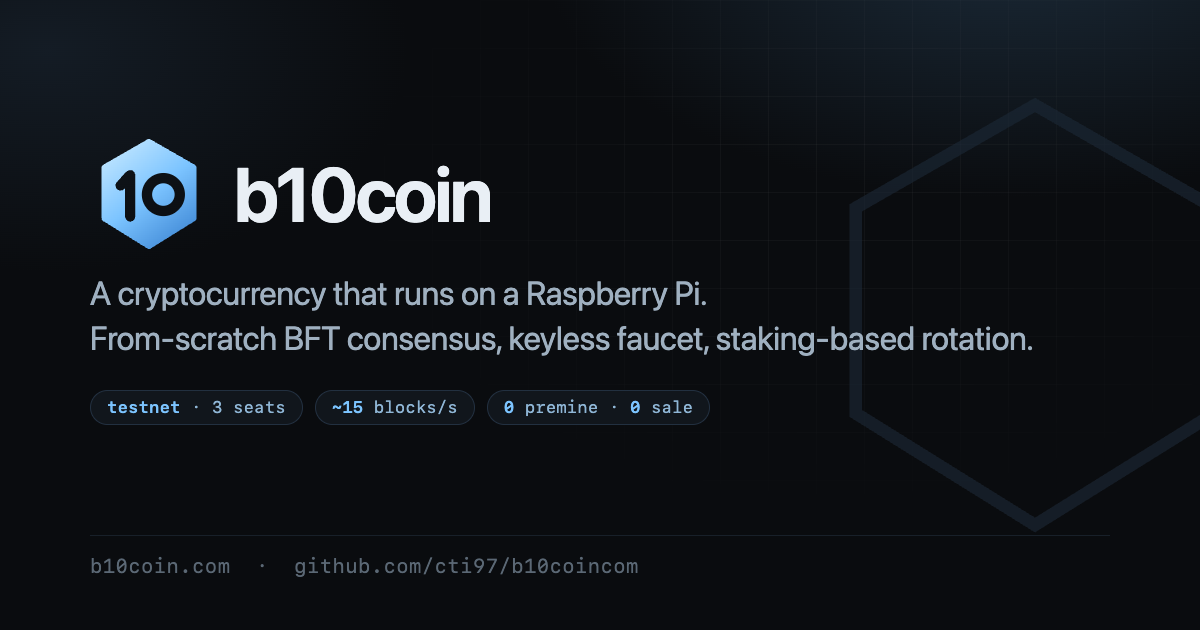 10 b10coin
A cryptocurrency that runs on a Raspberry Pi.
From-scratch BFT consensus, keyless faucet, staking-based rotation.
testnet · 3 seats ~15 blocks/s 0 premine · 0 sale
b10coin.com · github.com/cti97/b10coincom